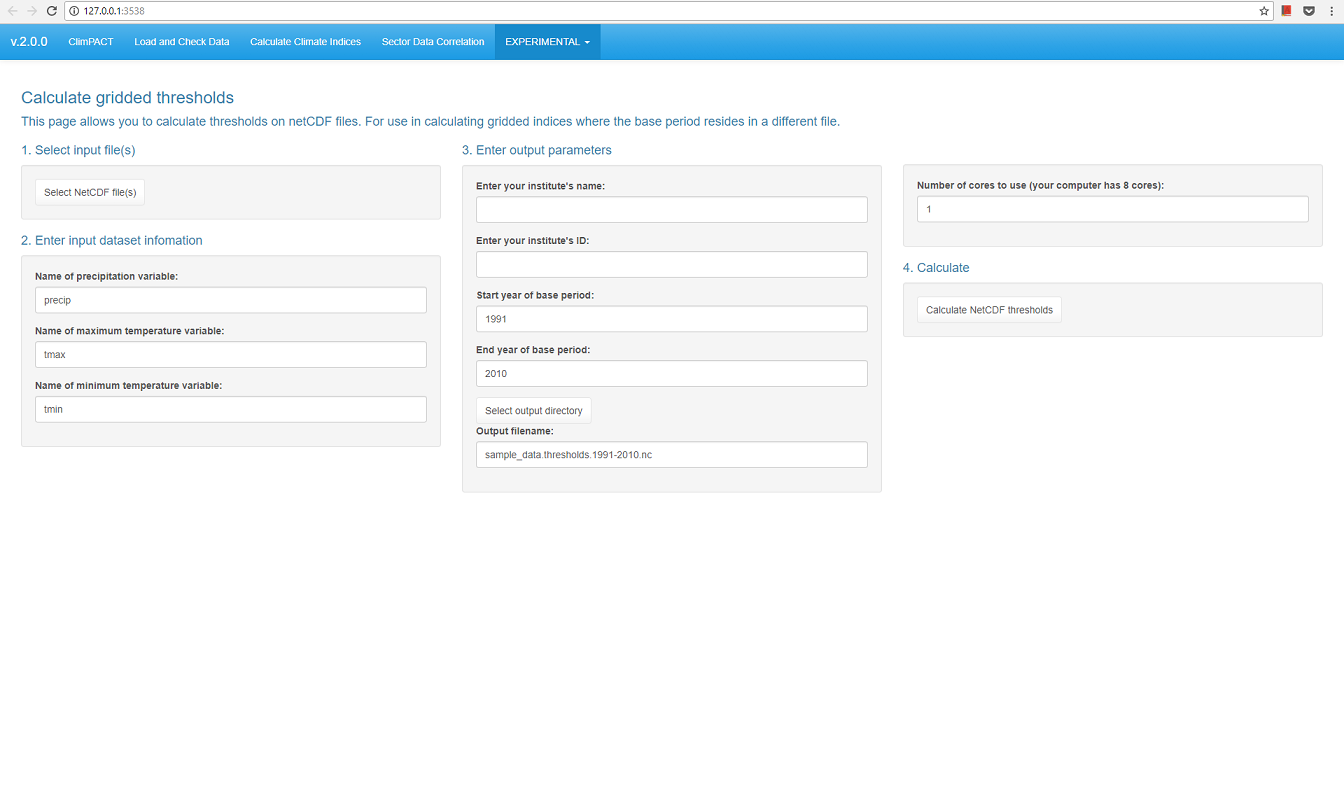 127.0.0.1:3538
v.2.0.0 ClimPACT Load and Check Data Calculate Climate Indices Sector Data Correlation EXPERIMENTAL
Calculate gridded thresholds
This page allows you to calculate thresholds on netCDF files. For use in calculating gridded indices where the base period resides in a different file.
1. Select input file(s)
Select NetCDF file(s)
2. Enter input dataset infomation
Name of precipitation variable:
precip
Name of maximum temperature variable:
tmax
Name of minimum temperature variable:
tmin
3. Enter output parameters
Enter your institute's name:
Enter your institute's ID:
Start year of base period:
1991
End year of base period:
2010
Select output directory
Output filename:
sample_data.thresholds.1991-2010.nc
Number of cores to use (your computer has 8 cores):
1
4. Calculate
Calculate NetCDF thresholds